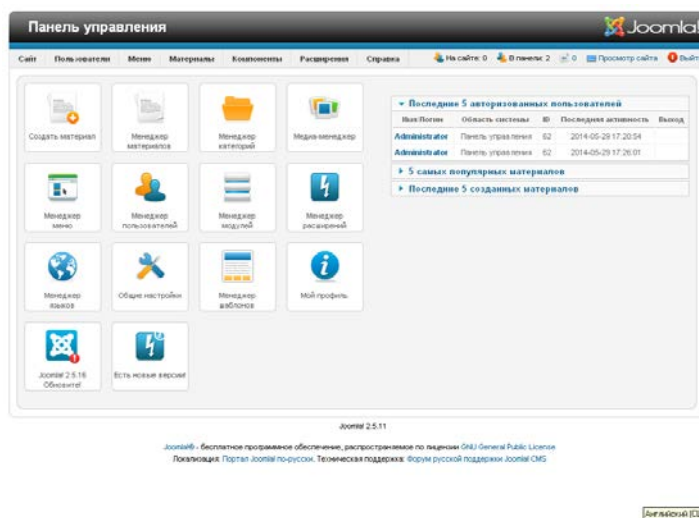 Панель управления
Joomla!
Сайт Пользователи Меню Материалы Компоненты Расширения Справка На сайте: 0 В панели: 2 0 Просмотр сайта Выйти
Создать материал
Менеджер материалов
Менеджер категорий
Медиа-менеджер
Последние 5 авторизованных пользователей
Имя/Логин Область системы ID Последняя активность Выход
Administrator Панель управления 62 2014-05-29 17:20:54
Administrator Панель управления 62 2014-05-29 17:26:01
5 самых популярных материалов
Последние 5 созданных материалов
Менеджер меню
Менеджер пользователей
Менеджер модулей
Менеджер расширений
Менеджер языков
Общие настройки
Менеджер шаблонов
Мой профиль
Обновите!
Есть новые версии!
Joomla! 2.5.11
Joomla!® - бесплатное программное обеспечение, распространяемое по лицензии GNU General Public License
Локализация: Портал Joomla! по-русски. Техническая поддержка: Форум русской поддержки Joomla! CMS
Английский